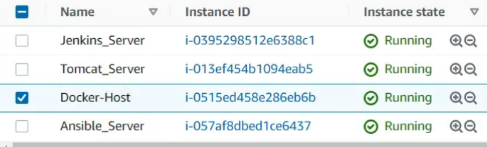 Name Instance ID Instance state
Jenkins_Server i-0395298512e6388c1 Running
Tomcat_Server i-013ef454b1094eab5 Running
Docker-Host i-0515ed458e286eb6b Running
Ansible_Server i-057af8dbed1ce6437 Running